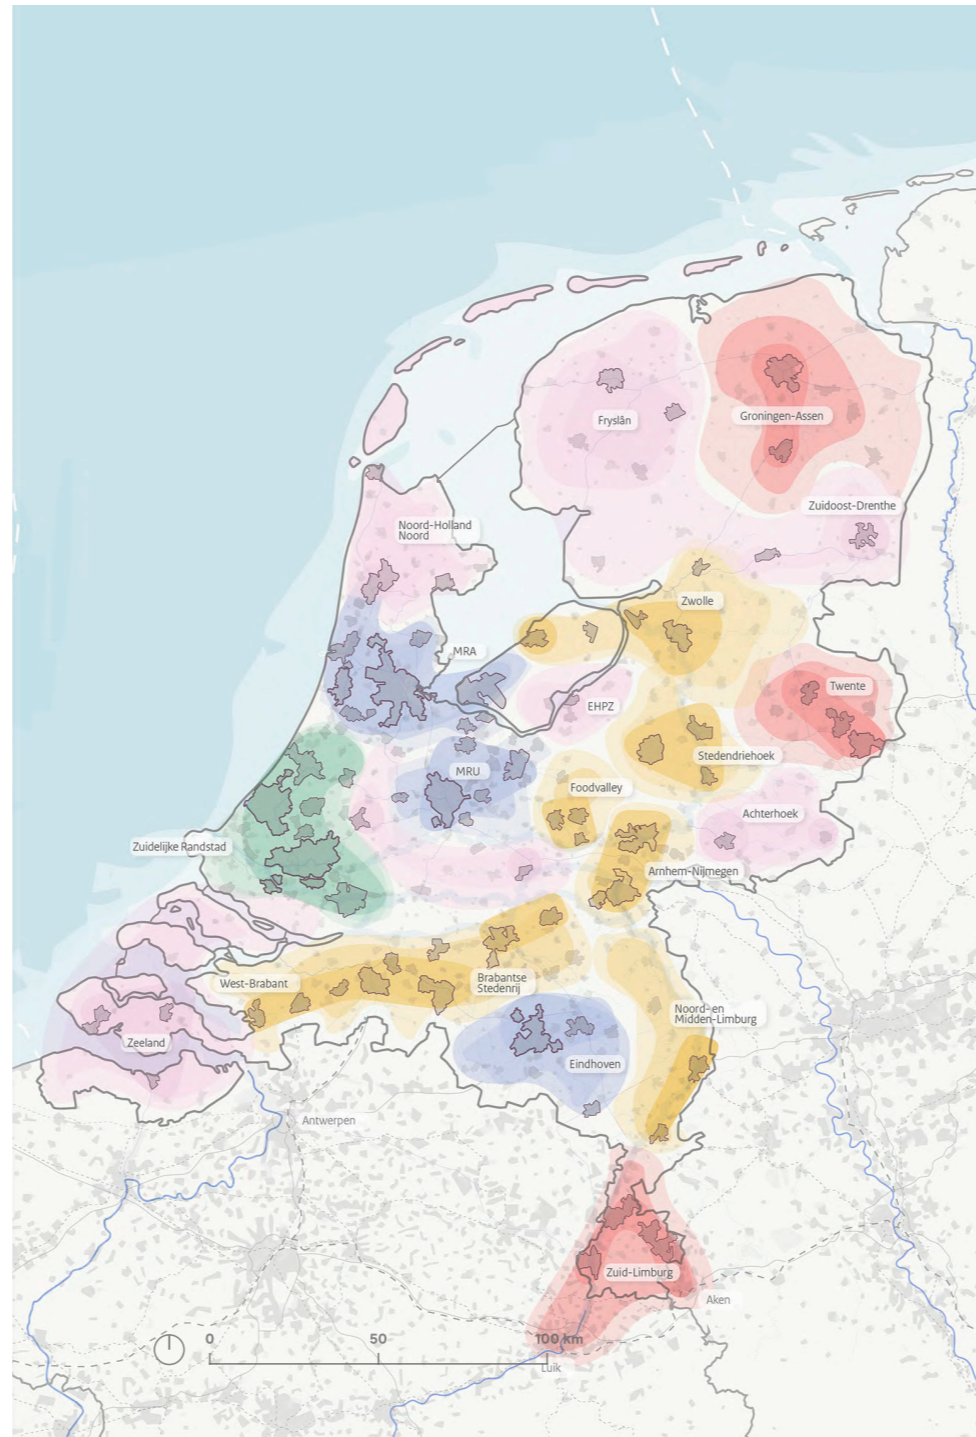 Fryslân
Groningen-Assen
Zuidoost-Drenthe
Noord-Holland
Noord
Zwolle
MRA
Twente
EHPZ
Stedendriehoek
MRU
Foodvalley
Achterhoek
Zuidelijke Randstad
Arnhem-Nijmegen
West-Brabant
Brabantse
Stedenrij
Noord- en
Midden-Limburg
Zeeland
Eindhoven
Antwerpen
Zuid-Limburg
Aken
0 50 100 km
Luik